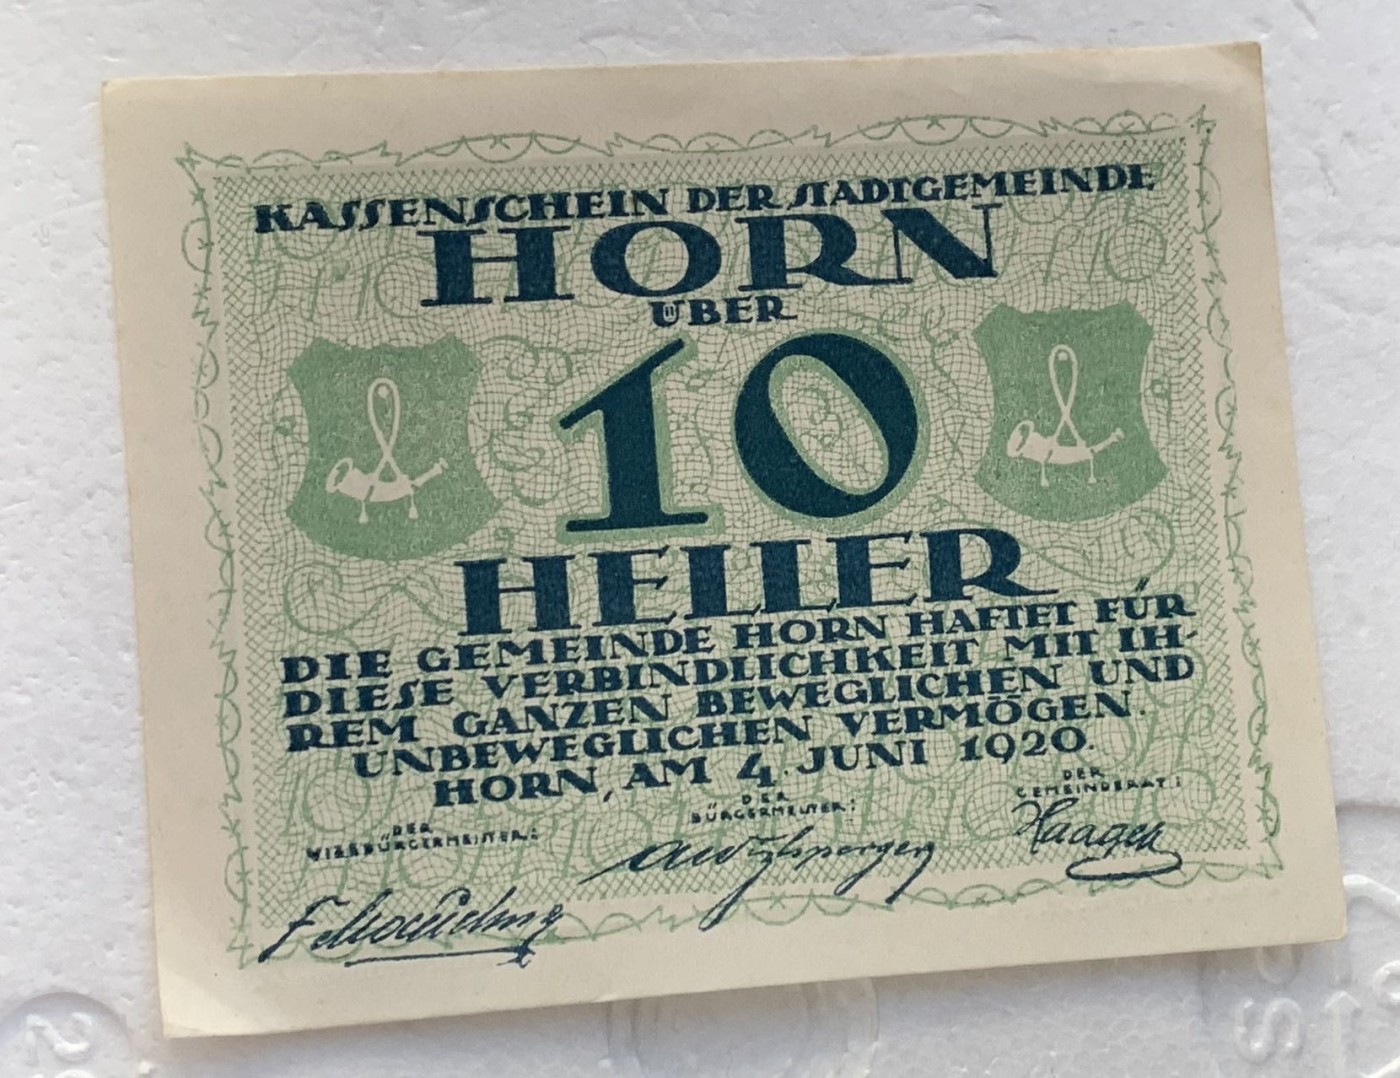 KASSENSCHEIN DER STADTGEMEINDE
HORN
ÜBER
10
HELLER
DIE GEMEINDE HORN HAFTET FÜR
DIESE VERBINDLICHKEIT MIT IH-
REM GANZEN BEWEGLICHEN UND
UNBEWEGLICHEN VERMÖGEN.
HORN, AM 4. JUNI 1920.
DER
VIZEBÜRGERMEISTER:
DER
BÜRGERMEISTER:
DER
GEMEINDERAT:
Haagen